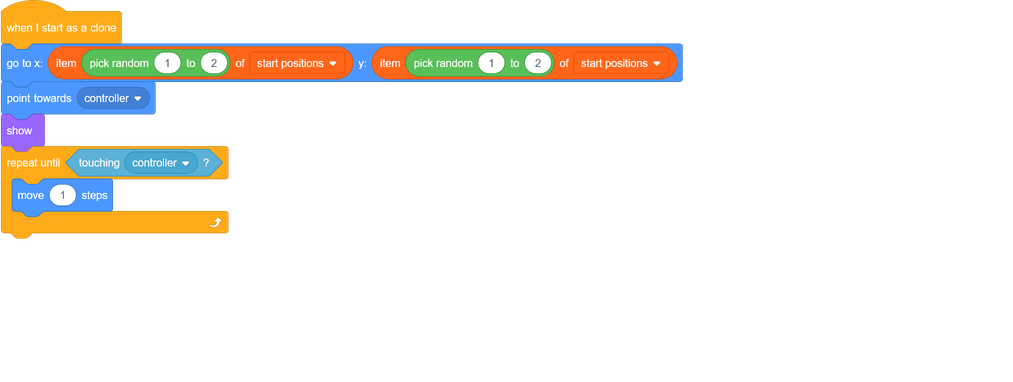 when I start as a clone
go to x: item pick random 1 to 2 of start positions y: item pick random 1 to 2 of start positions
point towards controller
show
repeat until touching controller ?
move 1 steps